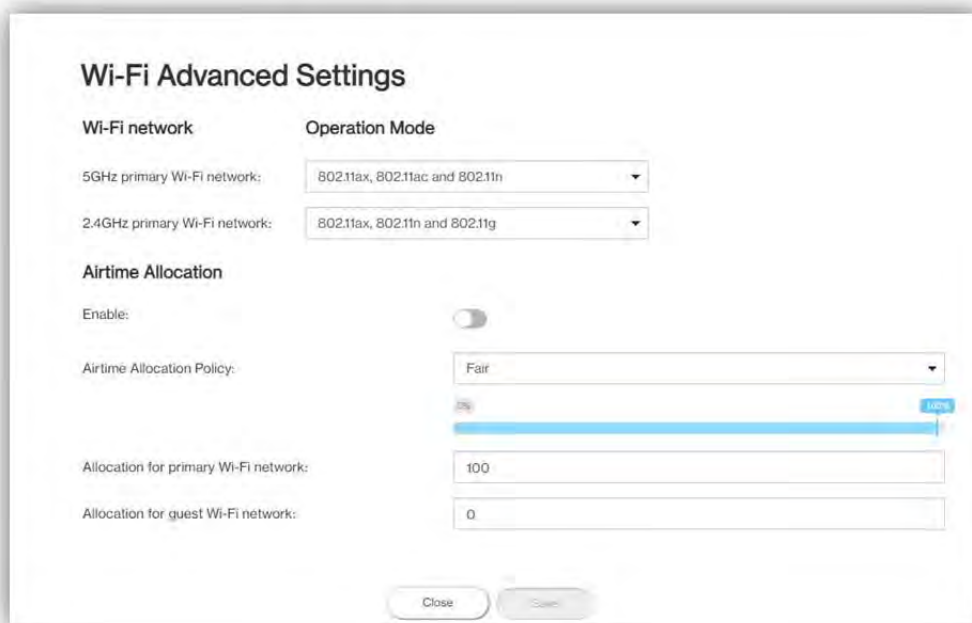 Wi-Fi Advanced Settings
Wi-Fi network Operation Mode
5GHz primary Wi-Fi network: 802.11ax, 802.11ac and 802.11n
2.4GHz primary Wi-Fi network: 802.11ax, 802.11n and 802.11g
Airtime Allocation
Enable:
Airtime Allocation Policy: Fair
0% 100%
Allocation for primary Wi-Fi network: 100
Allocation for guest Wi-Fi network: 0
Close Save